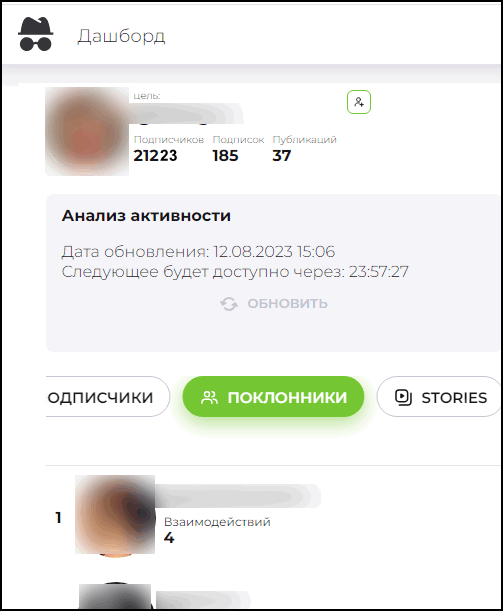 Дашборд
цель:
Подписчиков Подписок Публикаций
21223 185 37
Анализ активности
Дата обновления: 12.08.2023 15:06
Следующее будет доступно через: 23:57:27
ОБНОВИТЬ
ОДПИСЧИКИ ПОКЛОННИКИ STORIES
1
Взаимодействий
4